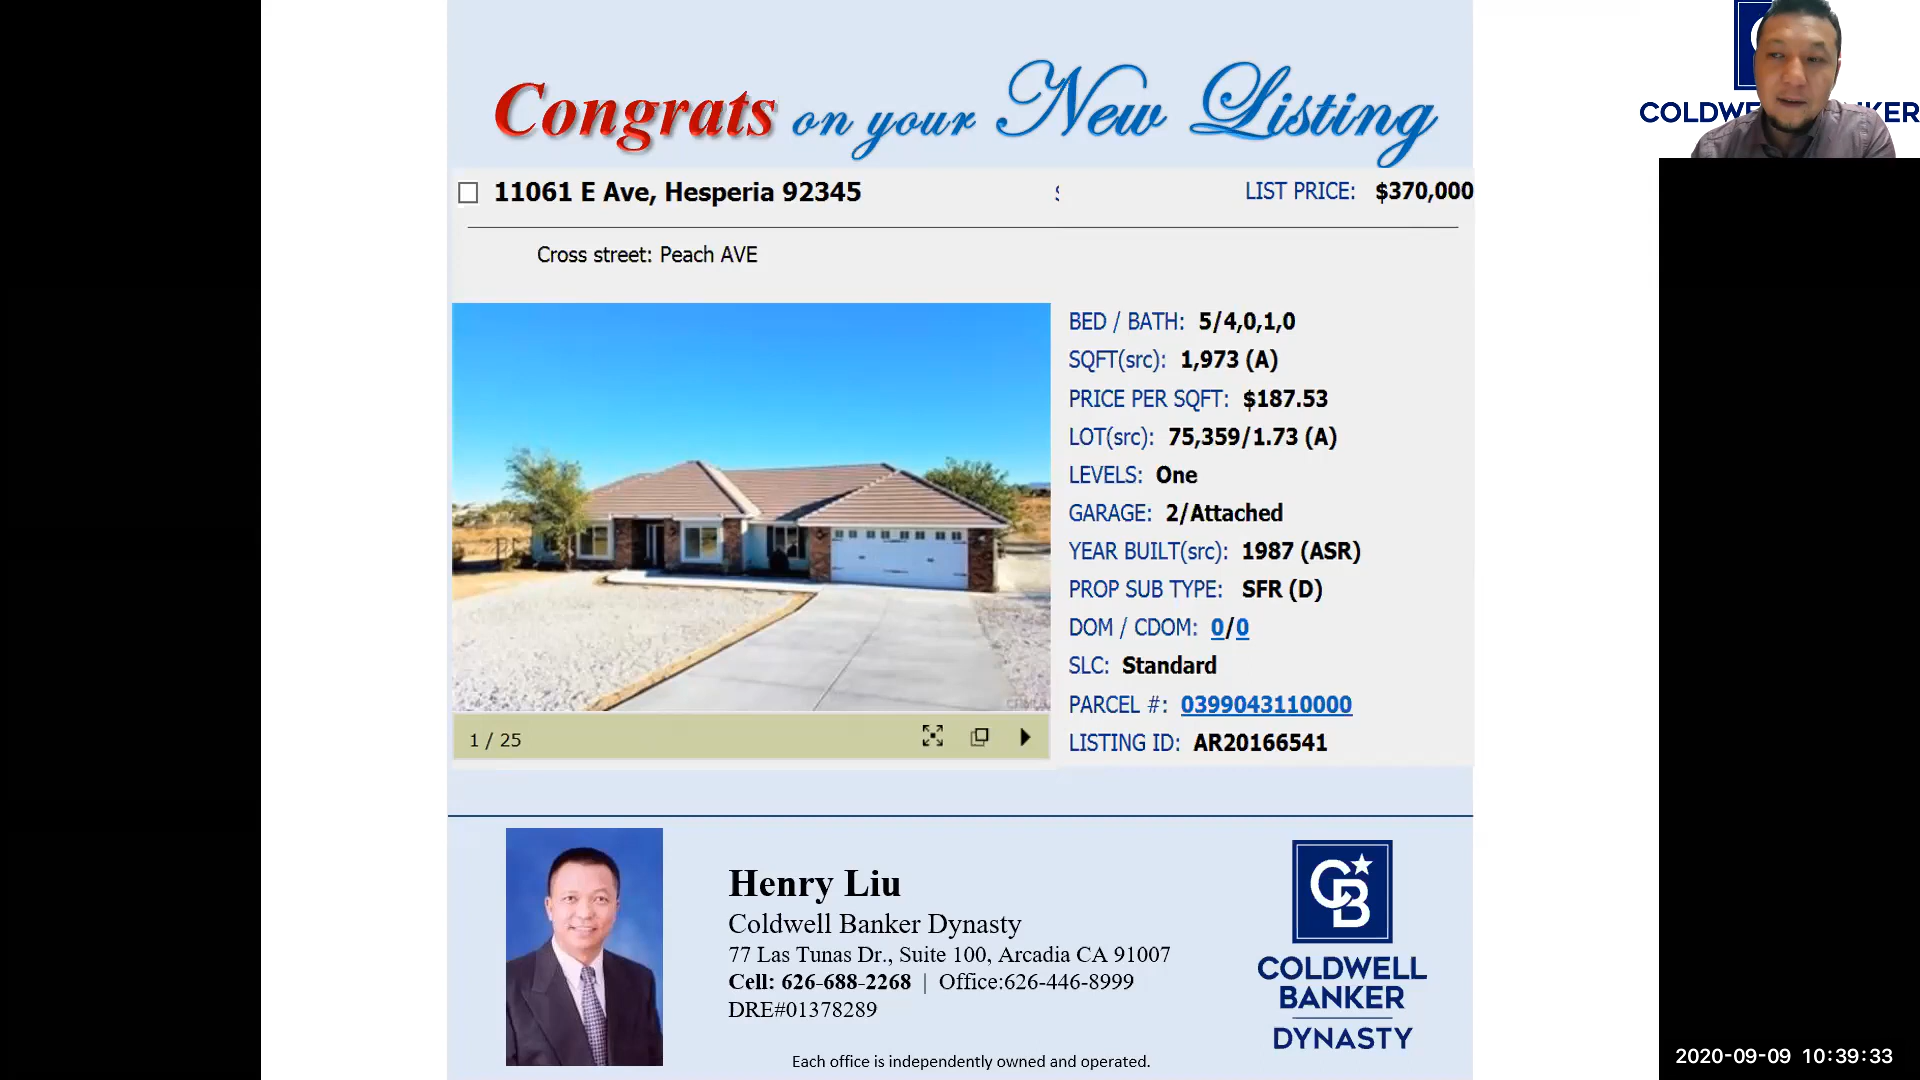 Congrats on your New Listing
11061 E Ave, Hesperia 92345
LIST PRICE: $370,000
Cross street: Peach AVE
BED / BATH: 5/4,0,1,0
SQFT(src): 1,973 (A)
PRICE PER SQFT: $187.53
LOT(src): 75,359/1.73 (A)
LEVELS: One
GARAGE: 2/Attached
YEAR BUILT(src): 1987 (ASR)
PROP SUB TYPE: SFR (D)
DOM / CDOM: 0/0
SLC: Standard
PARCEL #: 0399043110000
LISTING ID: AR20166541
1 / 25
Henry Liu
Coldwell Banker Dynasty
77 Las Tunas Dr., Suite 100, Arcadia CA 91007
Cell: 626-688-2268 | Office:626-446-8999
DRE#01378289
CB
COLDWELL
BANKER
DYNASTY
Each office is independently owned and operated.
2020-09-09 10:39:33